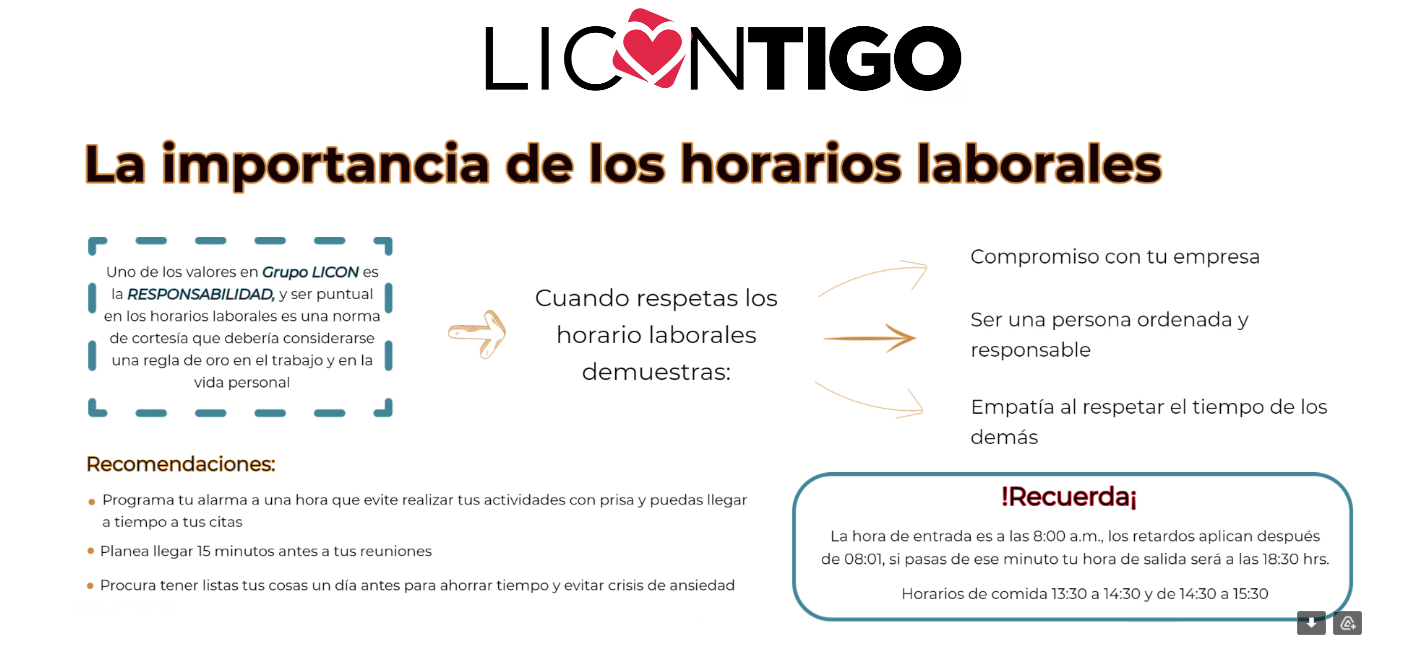 LICONTIGO
La importancia de los horarios laborales
Uno de los valores en Grupo LICON es
la RESPONSABILIDAD, y ser puntual
en los horarios laborales es una norma
de cortesía que debería considerarse
una regla de oro en el trabajo y en la
vida personal
Cuando respetas los
horario laborales
demuestras:
Compromiso con tu empresa
Ser una persona ordenada y
responsable
Empatía al respetar el tiempo de los
demás
Recomendaciones:
Programa tu alarma a una hora que evite realizar tus actividades con prisa y puedas llegar
a tiempo a tus citas
Planea llegar 15 minutos antes a tus reuniones
Procura tener listas tus cosas un día antes para ahorrar tiempo y evitar crisis de ansiedad
!Recuerda¡
La hora de entrada es a las 8:00 a.m., los retardos aplican después
de 08:01, si pasas de ese minuto tu hora de salida será a las 18:30 hrs.
Horarios de comida 13:30 a 14:30 y de 14:30 a 15:30